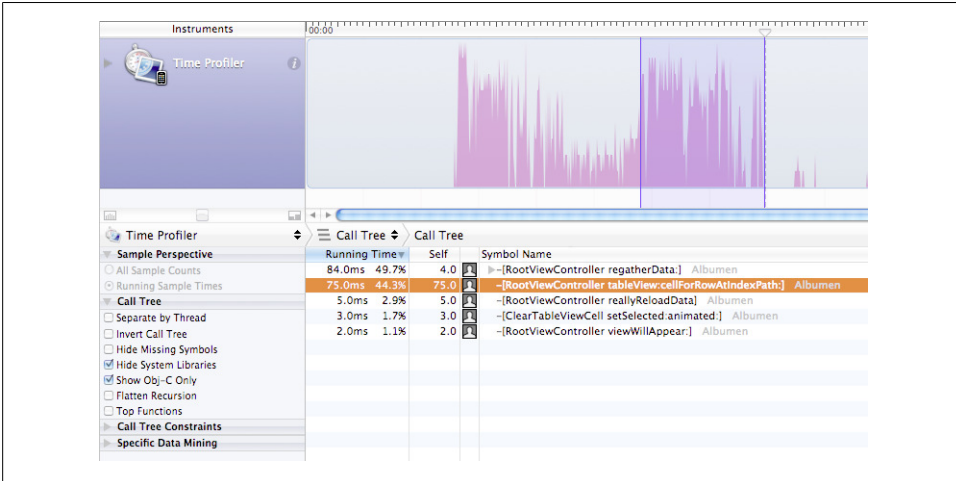 Instruments
00:00
Time Profiler
Time Profiler
Call Tree
Call Tree
Sample Perspective
All Sample Counts
Running Sample Times
Call Tree
Separate by Thread
Invert Call Tree
Hide Missing Symbols
Hide System Libraries
Show Obj-C Only
Flatten Recursion
Top Functions
Call Tree Constraints
Specific Data Mining
Running Time Self Symbol Name
84.0ms 49.7% 4.0 -[RootViewController regatherData:] Albumen
75.0ms 44.3% 75.0 -[RootViewController tableView:cellForRowAtIndexPath:] Albumen
5.0ms 2.9% 5.0 -[RootViewController reallyReloadData] Albumen
3.0ms 1.7% 3.0 -[ClearTableViewCell setSelected:animated:] Albumen
2.0ms 1.1% 2.0 -[RootViewController viewWillAppear:] Albumen